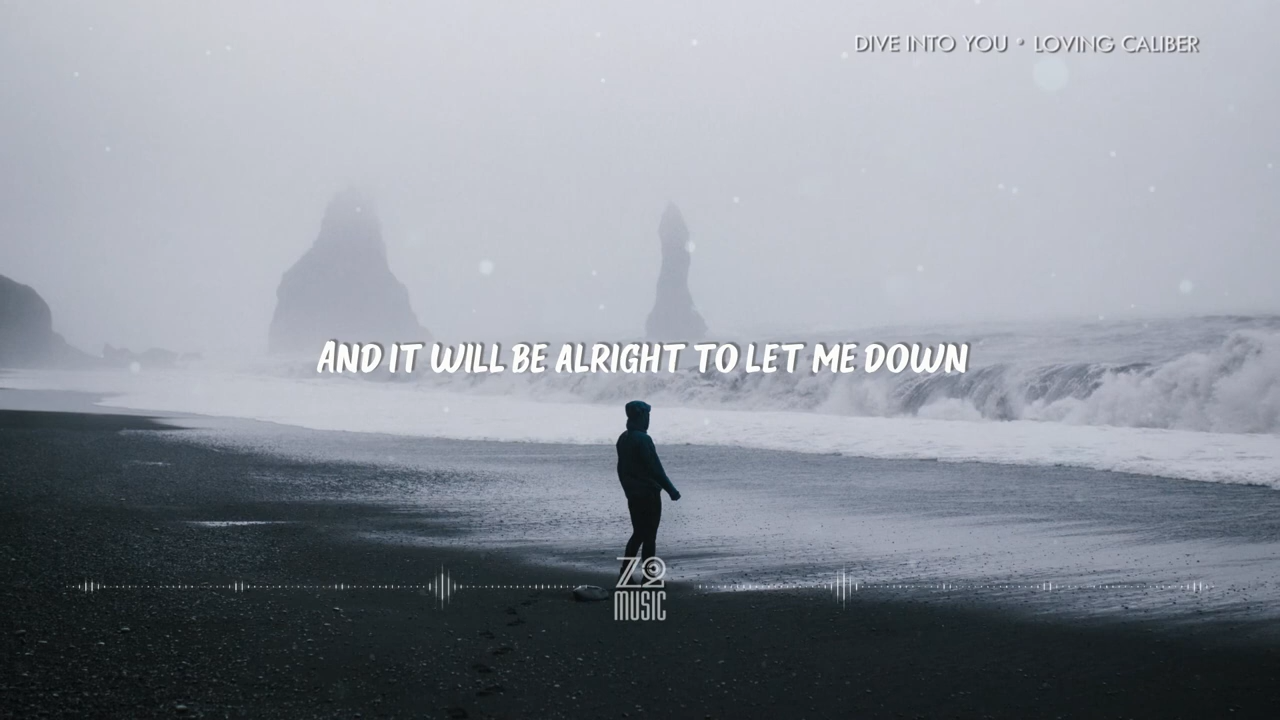 DIVE INTO YOU • LOVING CALIBER
AND IT WILL BE ALRIGHT TO LET ME DOWN
Z2
MUSIC